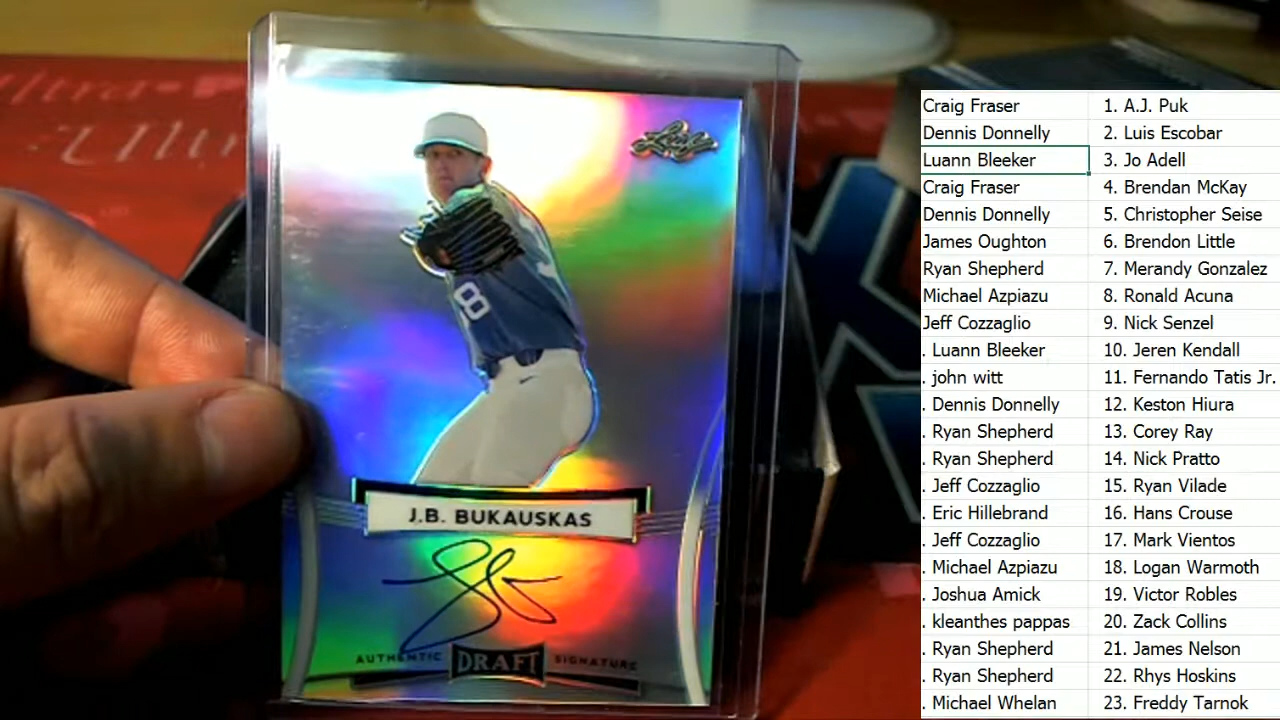 Leaf
8
J.B. BUKAUSKAS
AUTHENTIC DRAFT SIGNATURE
Craig Fraser 1. A.J. Puk
Dennis Donnelly 2. Luis Escobar
Luann Bleeker 3. Jo Adell
Craig Fraser 4. Brendan McKay
Dennis Donnelly 5. Christopher Seise
James Oughton 6. Brendon Little
Ryan Shepherd 7. Merandy Gonzalez
Michael Azpiazu 8. Ronald Acuna
Jeff Cozzaglio 9. Nick Senzel
. Luann Bleeker 10. Jeren Kendall
. john witt 11. Fernando Tatis Jr.
. Dennis Donnelly 12. Keston Hiura
. Ryan Shepherd 13. Corey Ray
. Ryan Shepherd 14. Nick Pratto
. Jeff Cozzaglio 15. Ryan Vilade
. Eric Hillebrand 16. Hans Crouse
. Jeff Cozzaglio 17. Mark Vientos
. Michael Azpiazu 18. Logan Warmoth
. Joshua Amick 19. Victor Robles
. kleanthes pappas 20. Zack Collins
. Ryan Shepherd 21. James Nelson
. Ryan Shepherd 22. Rhys Hoskins
. Michael Whelan 23. Freddy Tarnok